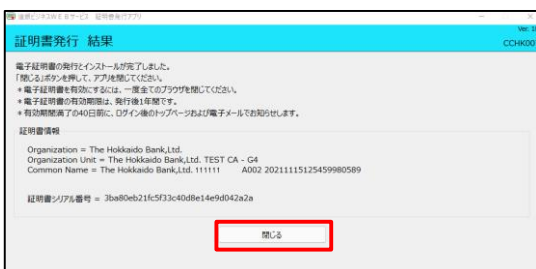 道銀ビジネスWEBサービス 証明書発行アプリ
Ver. 1
証明書発行 結果
CCHK00
電子証明書の発行とインストールが完了しました。
「閉じる」ボタンを押して、アプリを閉じてください。
*電子証明書を有効にするには、一度全てのブラウザを閉じてください。
*電子証明書の有効期限は、発行後1年間です。
*有効期間満了の40日前に、ログイン後のトップページおよび電子メールでお知らせします。
証明書情報
Organization = The Hokkaido Bank,Ltd.
Organization Unit = The Hokkaido Bank,Ltd. TEST CA - G4
Common Name = The Hokkaido Bank,Ltd. 111111 A002 20211115125459980589
証明書シリアル番号 = 3ba80eb21fc5f33c40d8e14e9d042a2a
閉じる